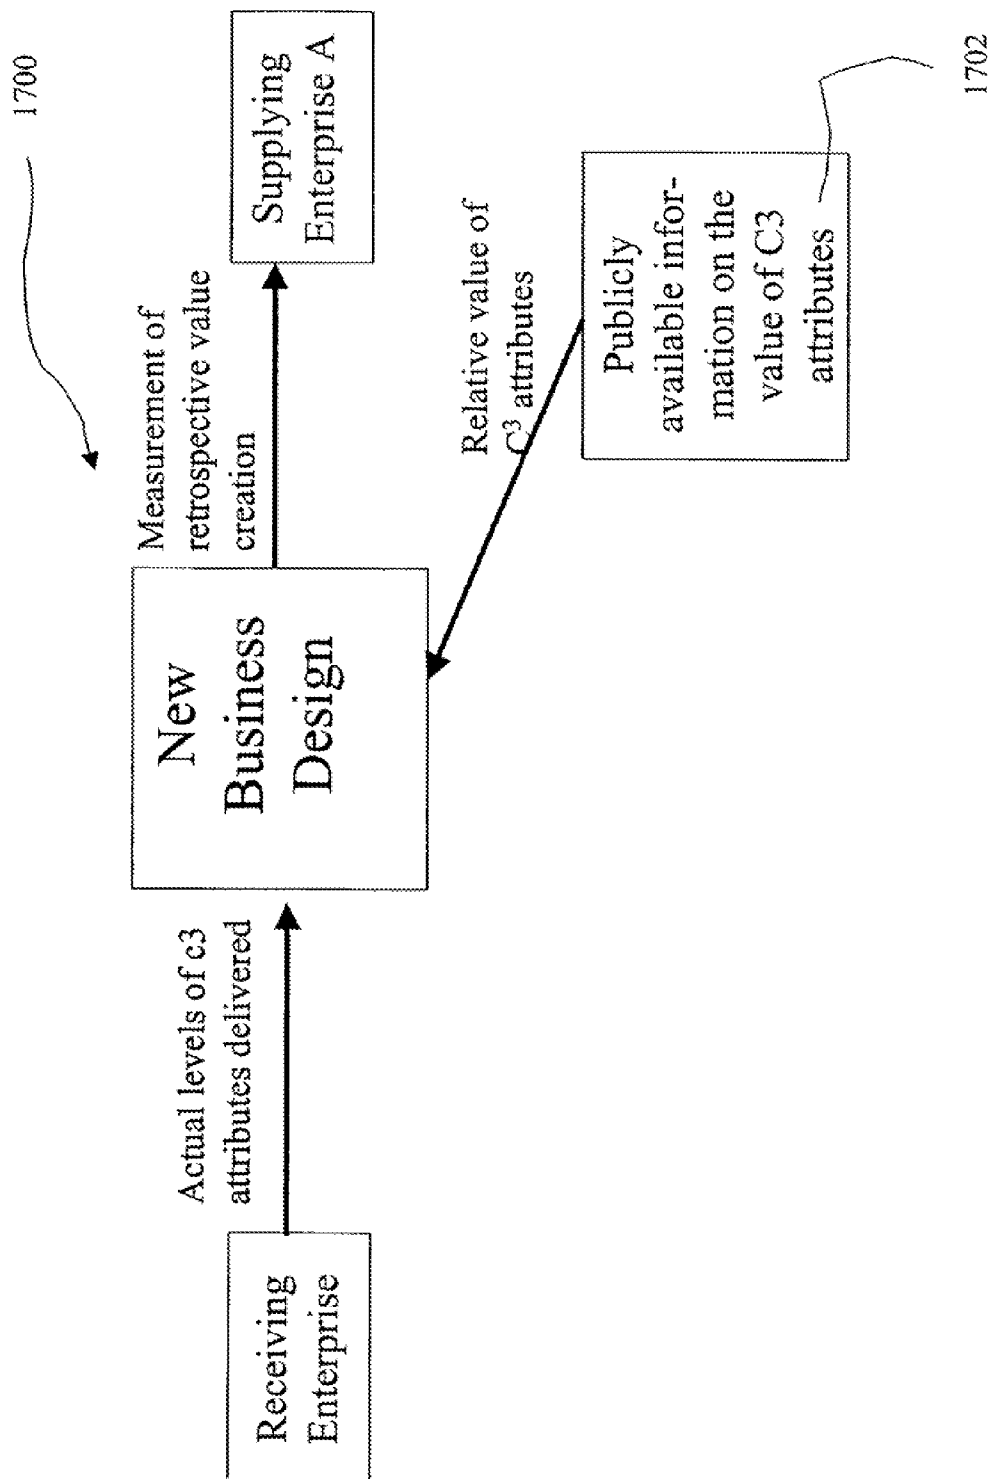 1700
Receiving
Enterprise
Actual levels of c3
attributes delivered
New
Business
Design
Measurement of
retrospective value
creation
Supplying
Enterprise A
Relative value of
C³ attributes
Publicly
available infor-
mation on the
value of C3
attributes
1702